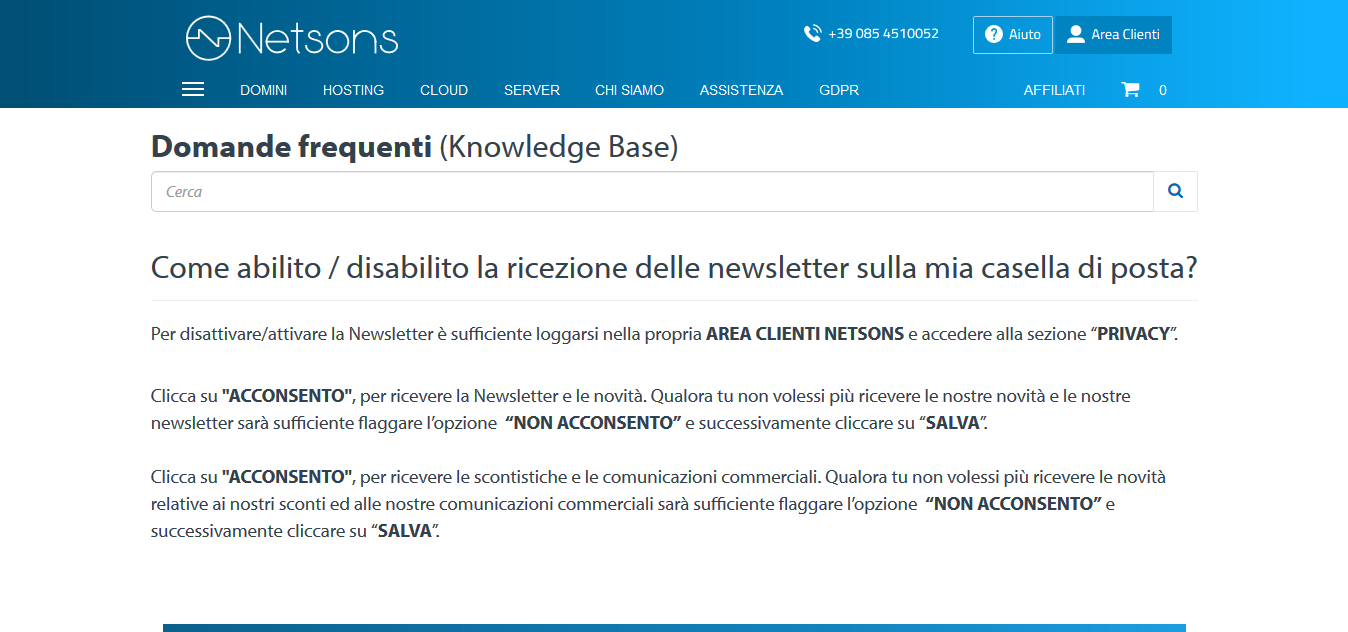 Netsons
+39 085 4510052
Aiuto
Area Clienti
DOMINI HOSTING CLOUD SERVER CHI SIAMO ASSISTENZA GDPR AFFILIATI 0
Domande frequenti (Knowledge Base)
Cerca
Come abilito / disabilito la ricezione delle newsletter sulla mia casella di posta?
Per disattivare/attivare la Newsletter è sufficiente loggarsi nella propria AREA CLIENTI NETSONS e accedere alla sezione “PRIVACY”.
Clicca su "ACCONSENTO", per ricevere la Newsletter e le novità. Qualora tu non volessi più ricevere le nostre novità e le nostre
newsletter sarà sufficiente flaggare l’opzione “NON ACCONSENTO” e successivamente cliccare su “SALVA”.
Clicca su "ACCONSENTO", per ricevere le scontistiche e le comunicazioni commerciali. Qualora tu non volessi più ricevere le novità
relative ai nostri sconti ed alle nostre comunicazioni commerciali sarà sufficiente flaggare l’opzione “NON ACCONSENTO” e
successivamente cliccare su “SALVA”.